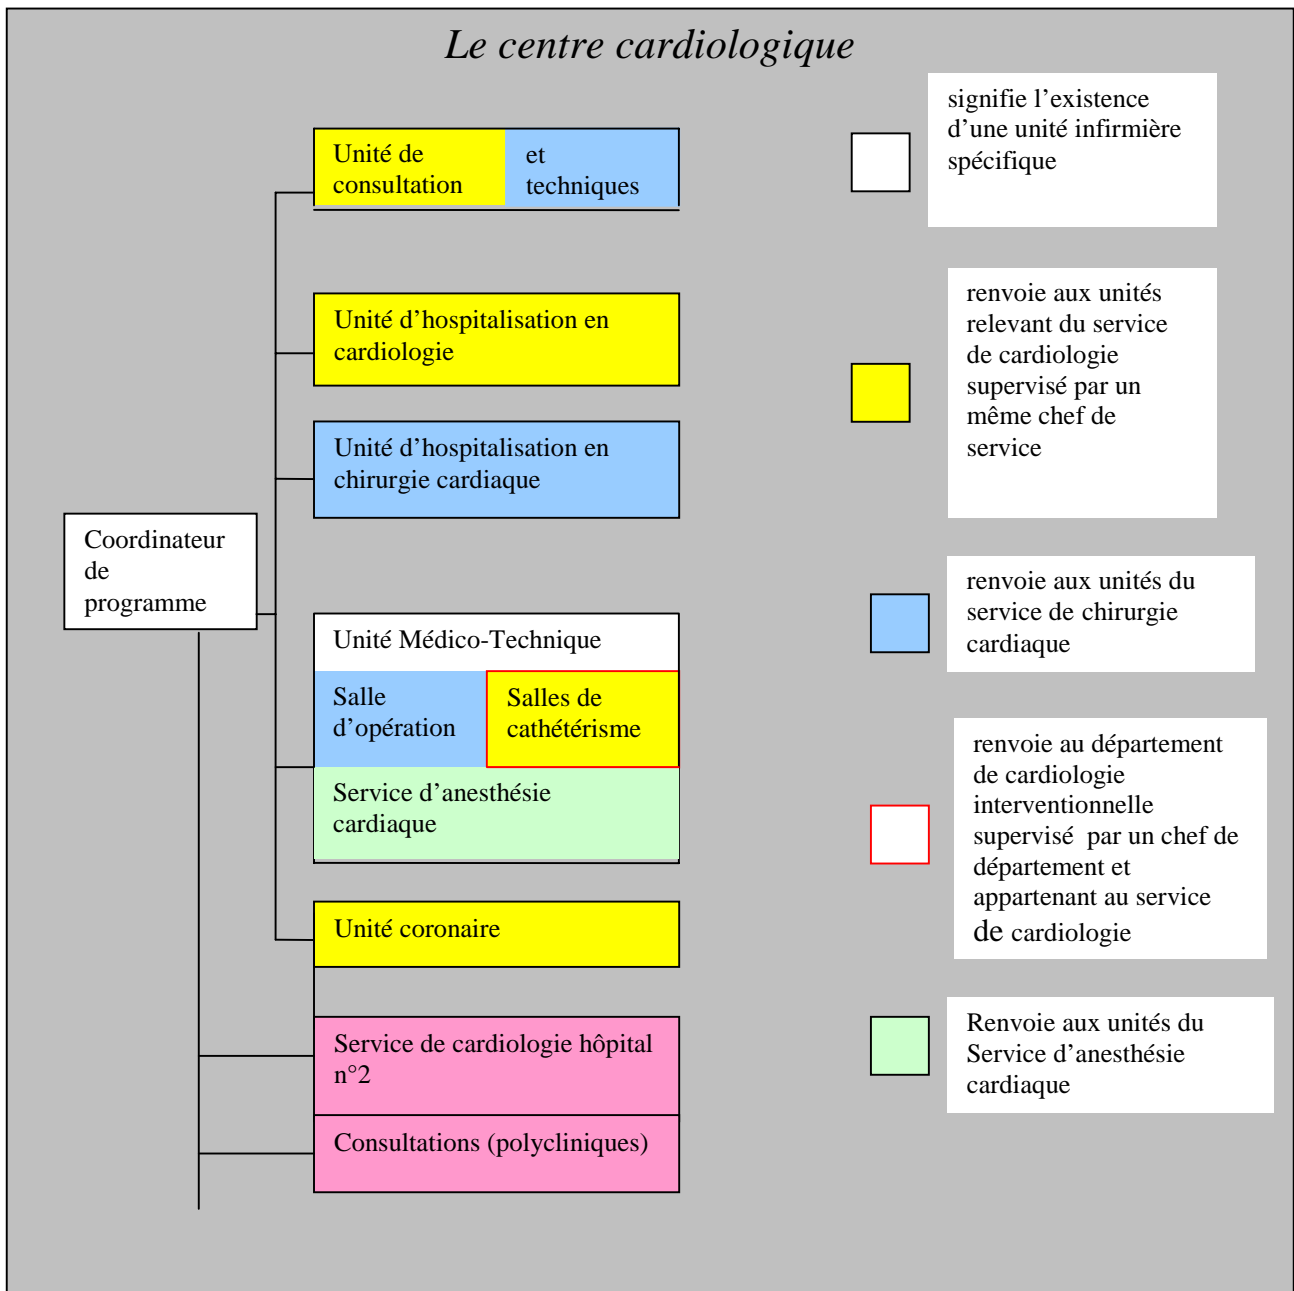 Le centre cardiologique
Unité de
consultation
et
techniques
Unité d’hospitalisation en
cardiologie
Unité d’hospitalisation en
chirurgie cardiaque
Coordinateur
de
programme
Unité Médico-Technique
Salle
d’opération
Salles de
cathétérisme
Service d’anesthésie
cardiaque
Unité coronaire
Service de cardiologie hôpital
n°2
Consultations (polycliniques)
signifie l’existence
d’une unité infirmière
spécifique
renvoie aux unités
relevant du service
de cardiologie
supervisé par un
même chef de
service
renvoie aux unités du
service de chirurgie
cardiaque
renvoie au département
de cardiologie
interventionnelle
supervisé par un chef de
département et
appartenant au service
de cardiologie
Renvoie aux unités du
Service d’anesthésie
cardiaque